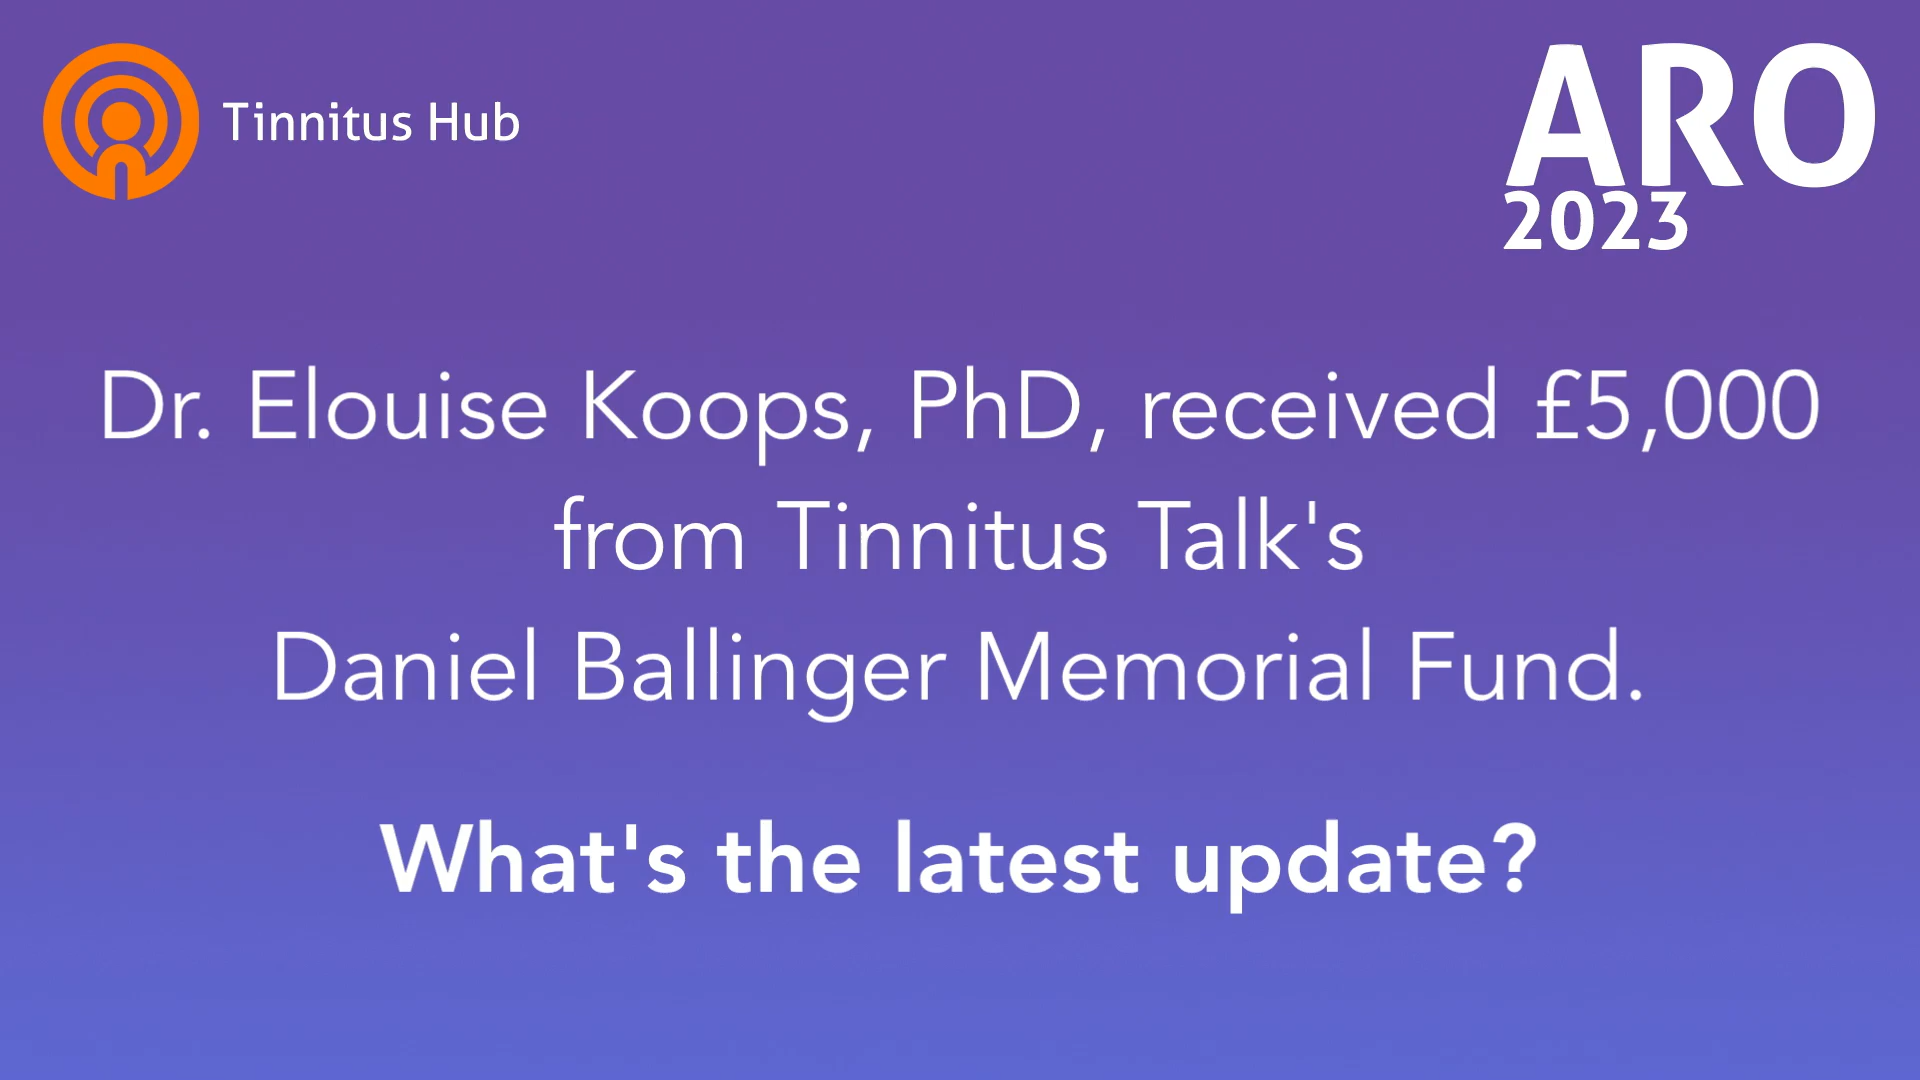 Tinnitus Hub
ARO
2023
Dr. Elouise Koops, PhD, received £5,000
from Tinnitus Talk's
Daniel Ballinger Memorial Fund.
What's the latest update?